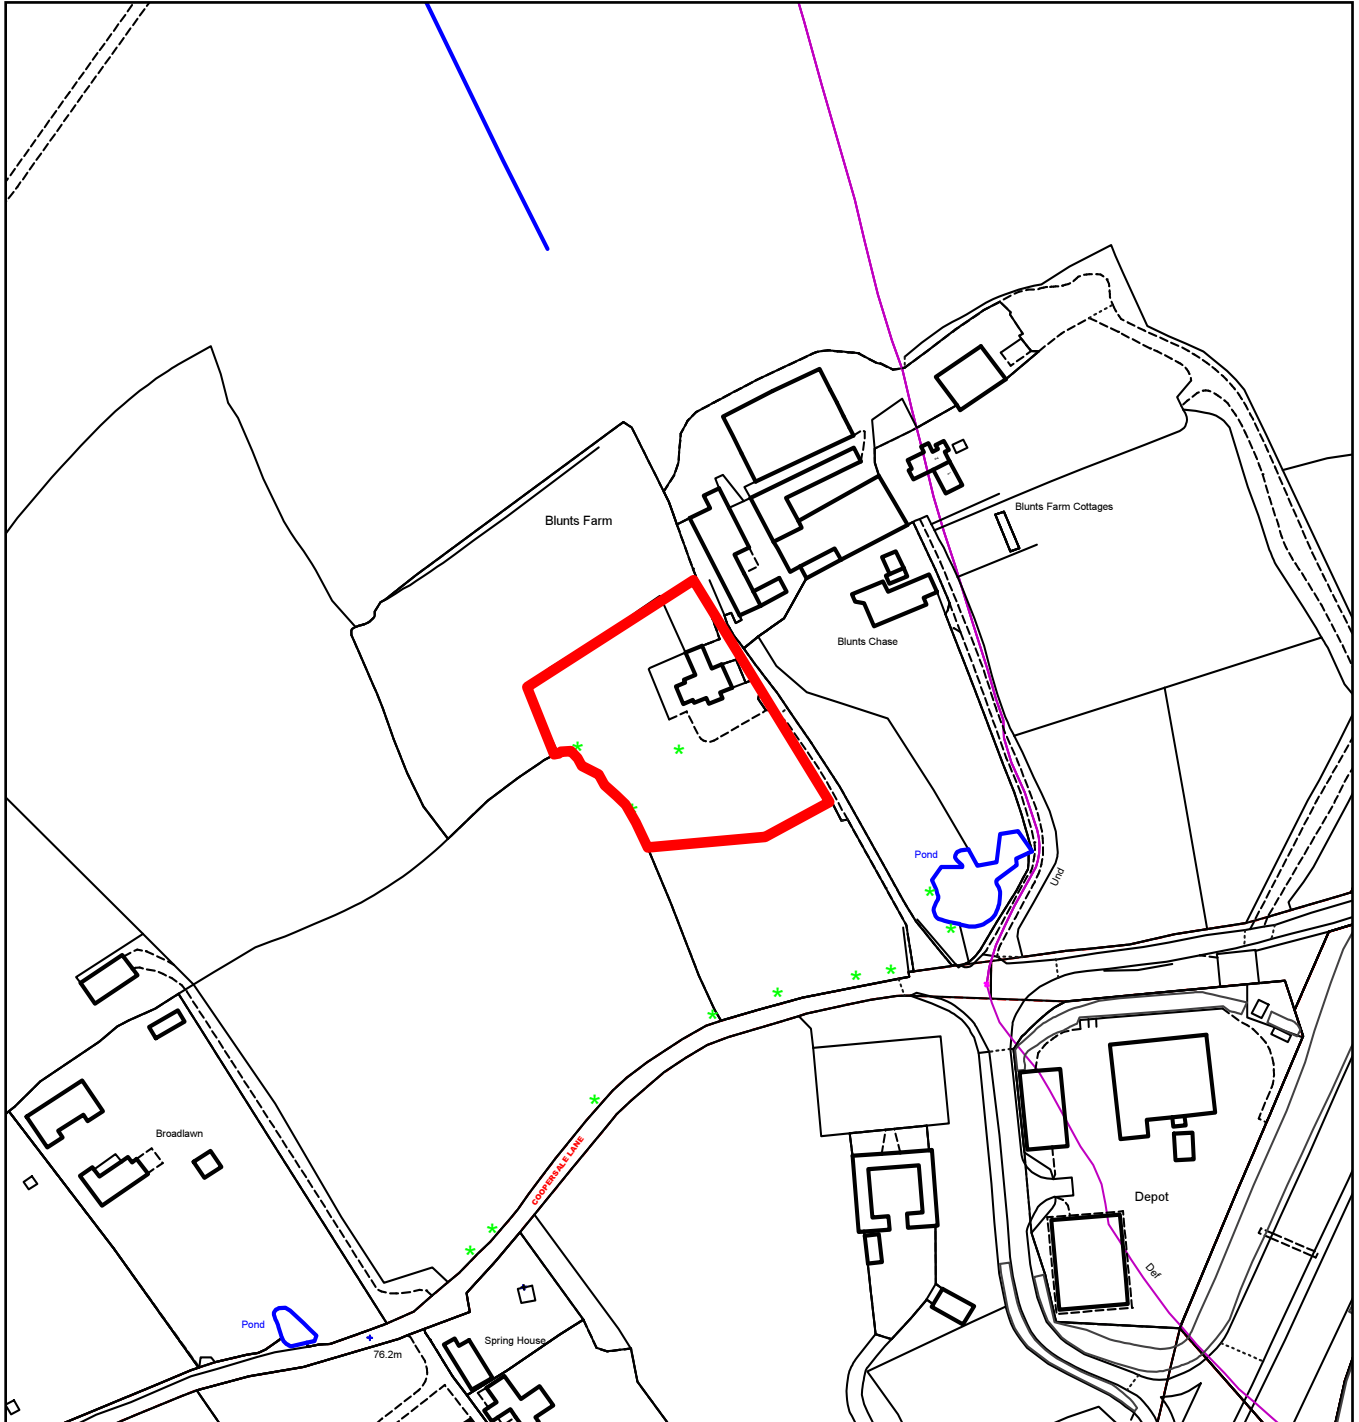 Blunts Farm
Blunts Farm Cottages
Blunts Chase
Pond
Und
COOPERSALE LANE
Broadlawn
Depot
Def
Pond
Spring House
76.2m